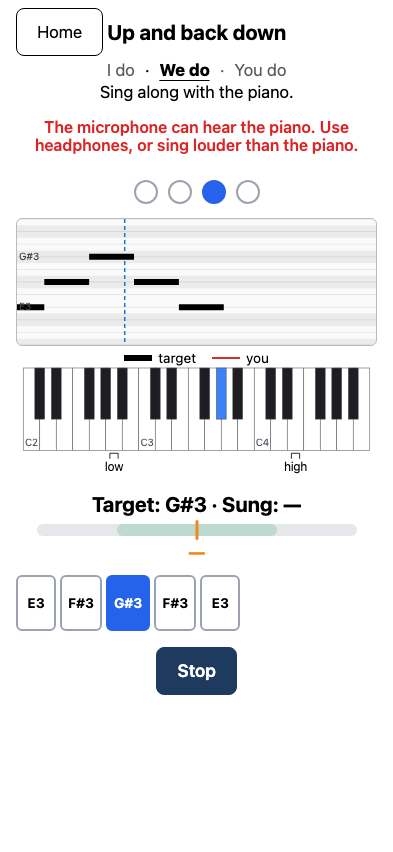 Home
Up and back down
I do · We do · You do
Sing along with the piano.
The microphone can hear the piano. Use
headphones, or sing louder than the piano.
G#3
E3
target
you
C2
C3
C4
low
high
Target: G#3 · Sung: —
—
E3
F#3
G#3
F#3
E3
Stop